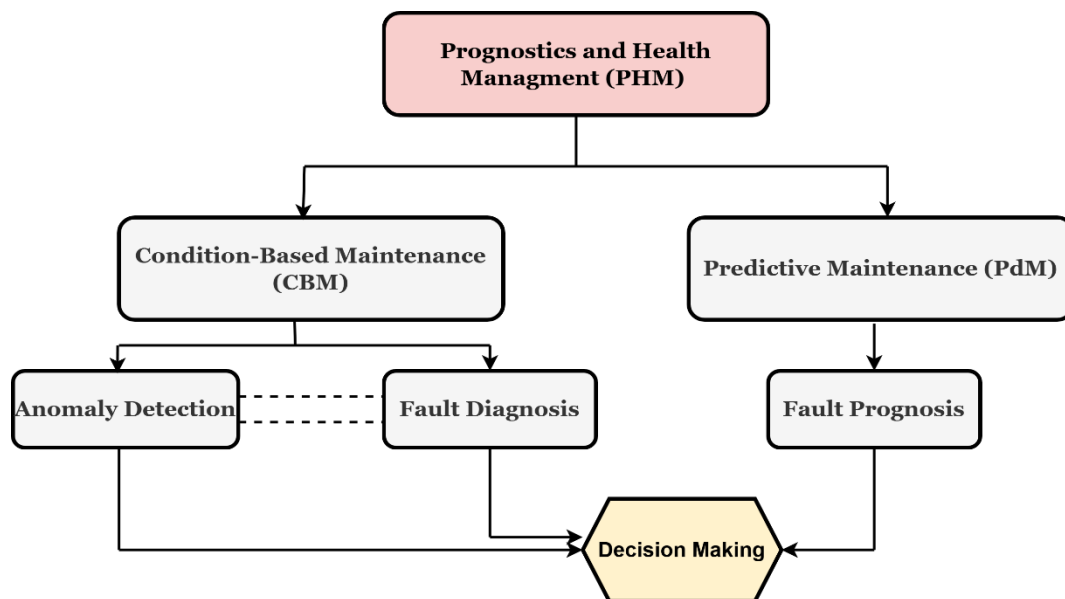 Prognostics and Health
Managment (PHM)
Condition-Based Maintenance
(CBM)
Predictive Maintenance (PdM)
Anomaly Detection
Fault Diagnosis
Fault Prognosis
Decision Making